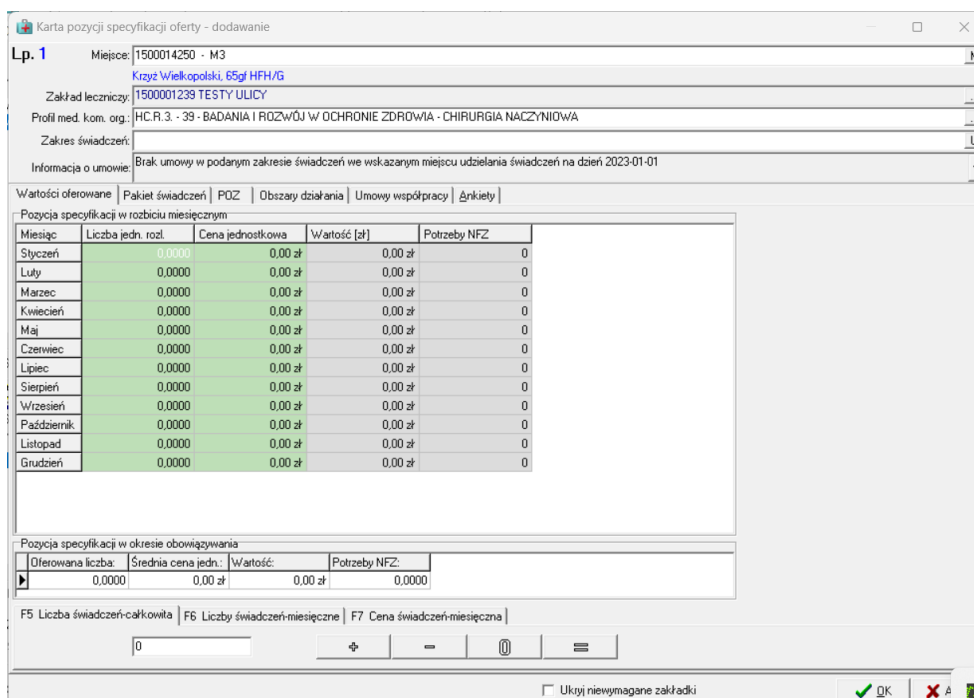 Karta pozycji specyfikacji oferty - dodawanie
Lp. 1 Miejsce: 1500014250 - M3
Krzyż Wielkopolski, 65gf HFH/G
Zakład leczniczy: 1500001239 TESTY ULICY
Profil med. kom. org.: HC.R.3. - 39 - BADANIA I ROZWÓJ W OCHRONIE ZDROWIA - CHIRURGIA NACZYNIOWA
Zakres świadczeń:
Informacja o umowie: Brak umowy w podanym zakresie świadczeń we wskazanym miejscu udzielania świadczeń na dzień 2023-01-01
Wartości oferowane Pakiet świadczeń POZ Obszary działania Umowy współpracy Ankiety
Pozycja specyfikacji w rozbiciu miesięcznym
Miesiąc Liczba jedn. rozl. Cena jednostkowa Wartość [zł] Potrzeby NFZ
Styczeń 0,0000 0,00 zł 0,00 zł 0
Luty 0,0000 0,00 zł 0,00 zł 0
Marzec 0,0000 0,00 zł 0,00 zł 0
Kwiecień 0,0000 0,00 zł 0,00 zł 0
Maj 0,0000 0,00 zł 0,00 zł 0
Czerwiec 0,0000 0,00 zł 0,00 zł 0
Lipiec 0,0000 0,00 zł 0,00 zł 0
Sierpień 0,0000 0,00 zł 0,00 zł 0
Wrzesień 0,0000 0,00 zł 0,00 zł 0
Październik 0,0000 0,00 zł 0,00 zł 0
Listopad 0,0000 0,00 zł 0,00 zł 0
Grudzień 0,0000 0,00 zł 0,00 zł 0
Pozycja specyfikacji w okresie obowiązywania
Oferowana liczba: Średnia cena jedn.: Wartość: Potrzeby NFZ:
0,0000 0,00 zł 0,00 zł 0,0000
F5 Liczba świadczeń-całkowita F6 Liczby świadczeń-miesięczne F7 Cena świadczeń-miesięczna
0 + - 0 =
Ukryj niewymagane zakładki OK